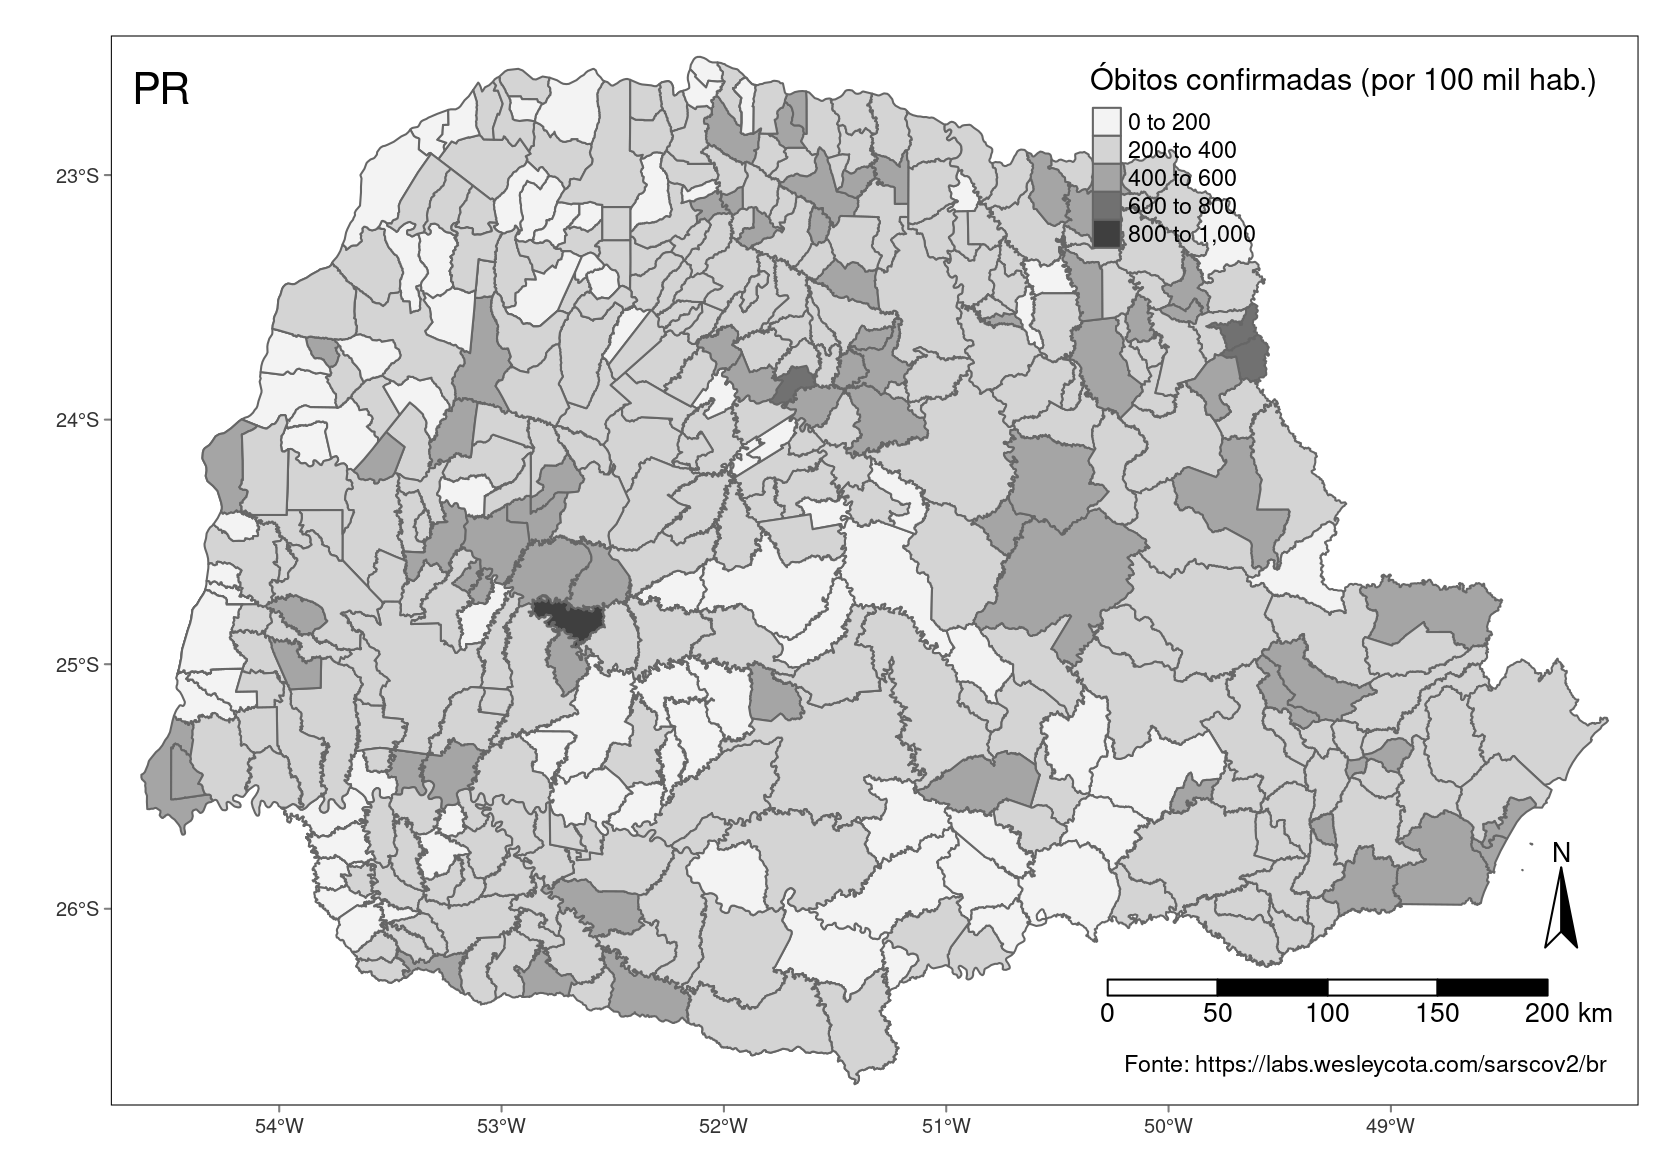 PR
Óbitos confirmadas (por 100 mil hab.)
0 to 200
200 to 400
400 to 600
600 to 800
800 to 1,000
23°S
24°S
25°S
26°S
N
0 50 100 150 200 km
Fonte: https://labs.wesleycota.com/sarscov2/br
54°W 53°W 52°W 51°W 50°W 49°W